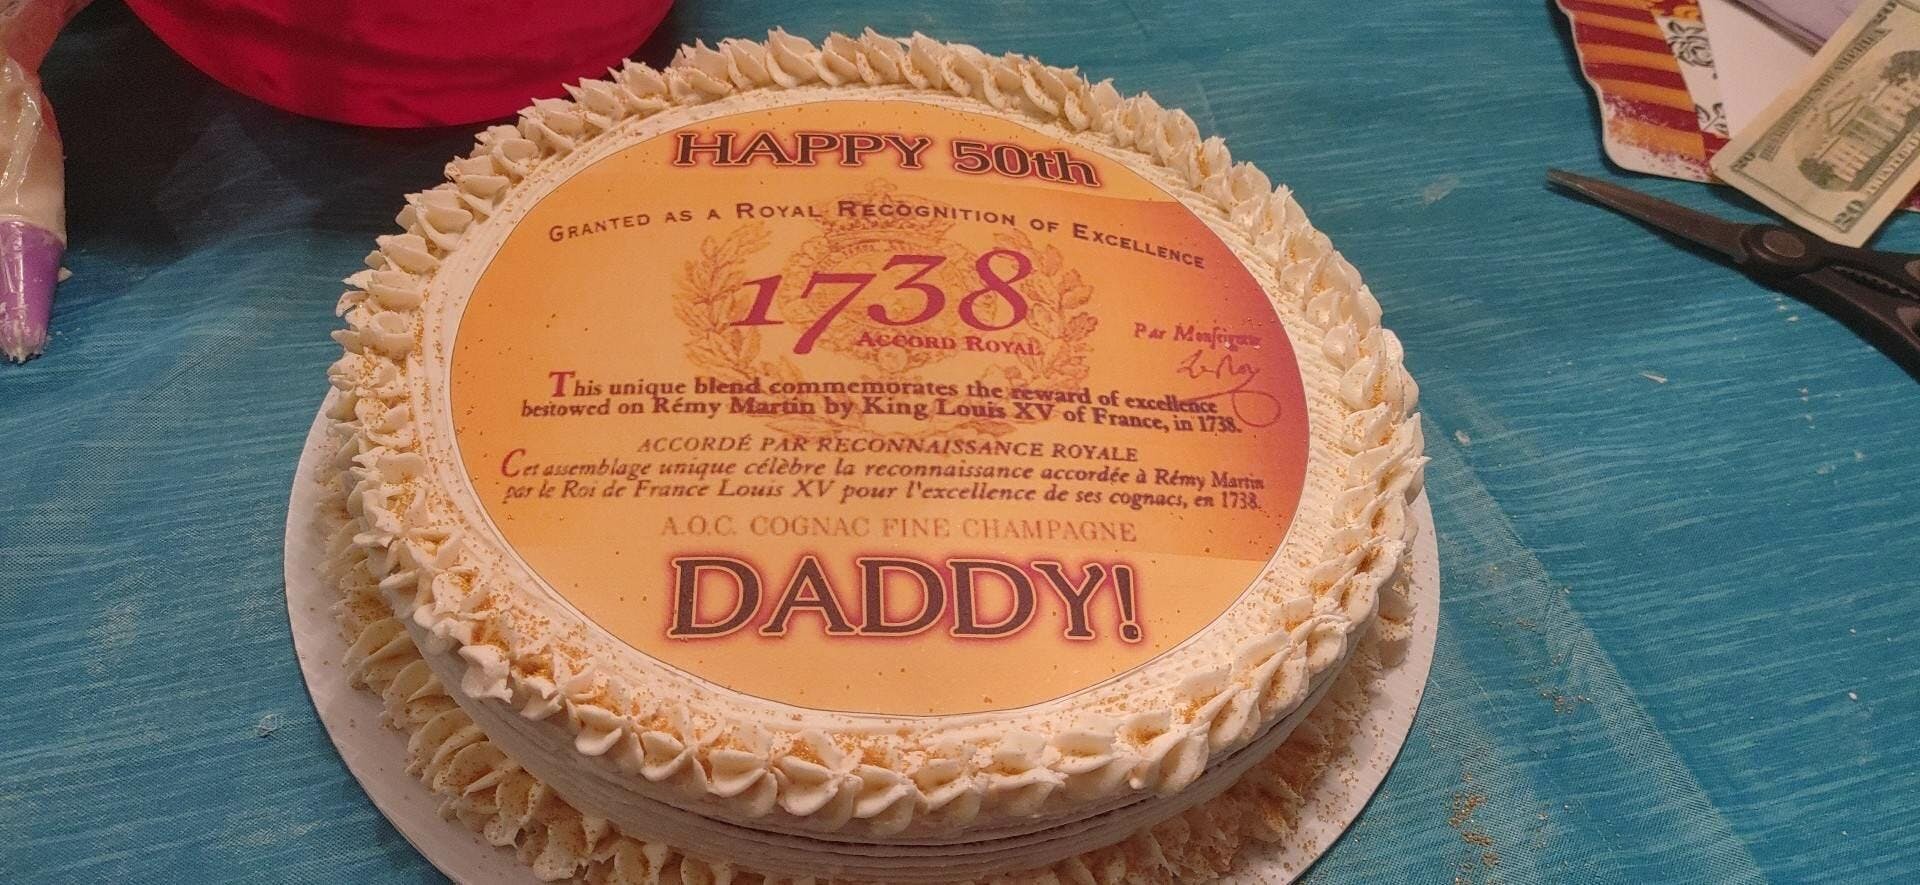 HAPPY 50th
GRANTED AS A ROYAL RECOGNITION OF EXCELLENCE
1738
ACCORD ROYAL
Par Monseigneur
LeRoy
This unique blend commemorates the reward of excellence
bestowed on Rémy Martin by King Louis XV of France, in 1738.
ACCORDÉ PAR RECONNAISSANCE ROYALE
Cet assemblage unique célèbre la reconnaissance accordée à Rémy Martin
par le Roi de France Louis XV pour l'excellence de ses cognacs, en 1738.
A.O.C. COGNAC FINE CHAMPAGNE
DADDY!
20